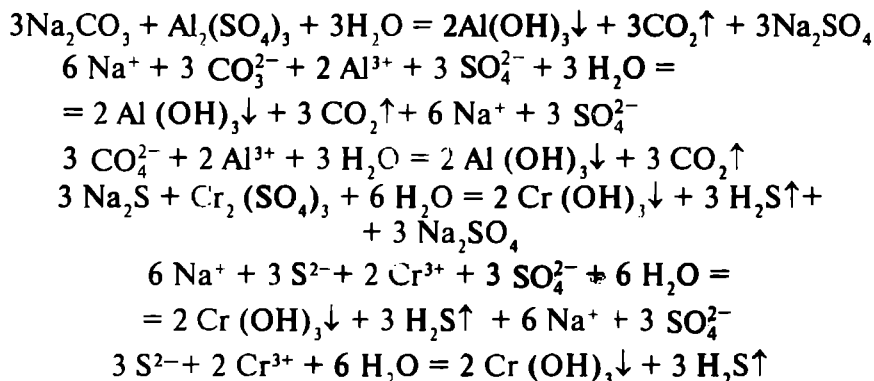 3Na₂CO₃ + Al₂(SO₄)₃ + 3H₂O = 2Al(OH)₃↓ + 3CO₂↑ + 3Na₂SO₄
6 Na⁺ + 3 CO₃²⁻ + 2 Al³⁺ + 3 SO₄²⁻ + 3 H₂O =
= 2 Al (OH)₃↓ + 3 CO₂↑ + 6 Na⁺ + 3 SO₄²⁻
3 CO₄²⁻ + 2 Al³⁺ + 3 H₂O = 2 Al (OH)₃↓ + 3 CO₂↑
3 Na₂S + Cr₂ (SO₄)₃ + 6 H₂O = 2 Cr (OH)₃↓ + 3 H₂S↑ +
+ 3 Na₂SO₄
6 Na⁺ + 3 S²⁻ + 2 Cr³⁺ + 3 SO₄²⁻ + 6 H₂O =
= 2 Cr (OH)₃↓ + 3 H₂S↑ + 6 Na⁺ + 3 SO₄²⁻
3 S²⁻ + 2 Cr³⁺ + 6 H₂O = 2 Cr (OH)₃↓ + 3 H₂S↑